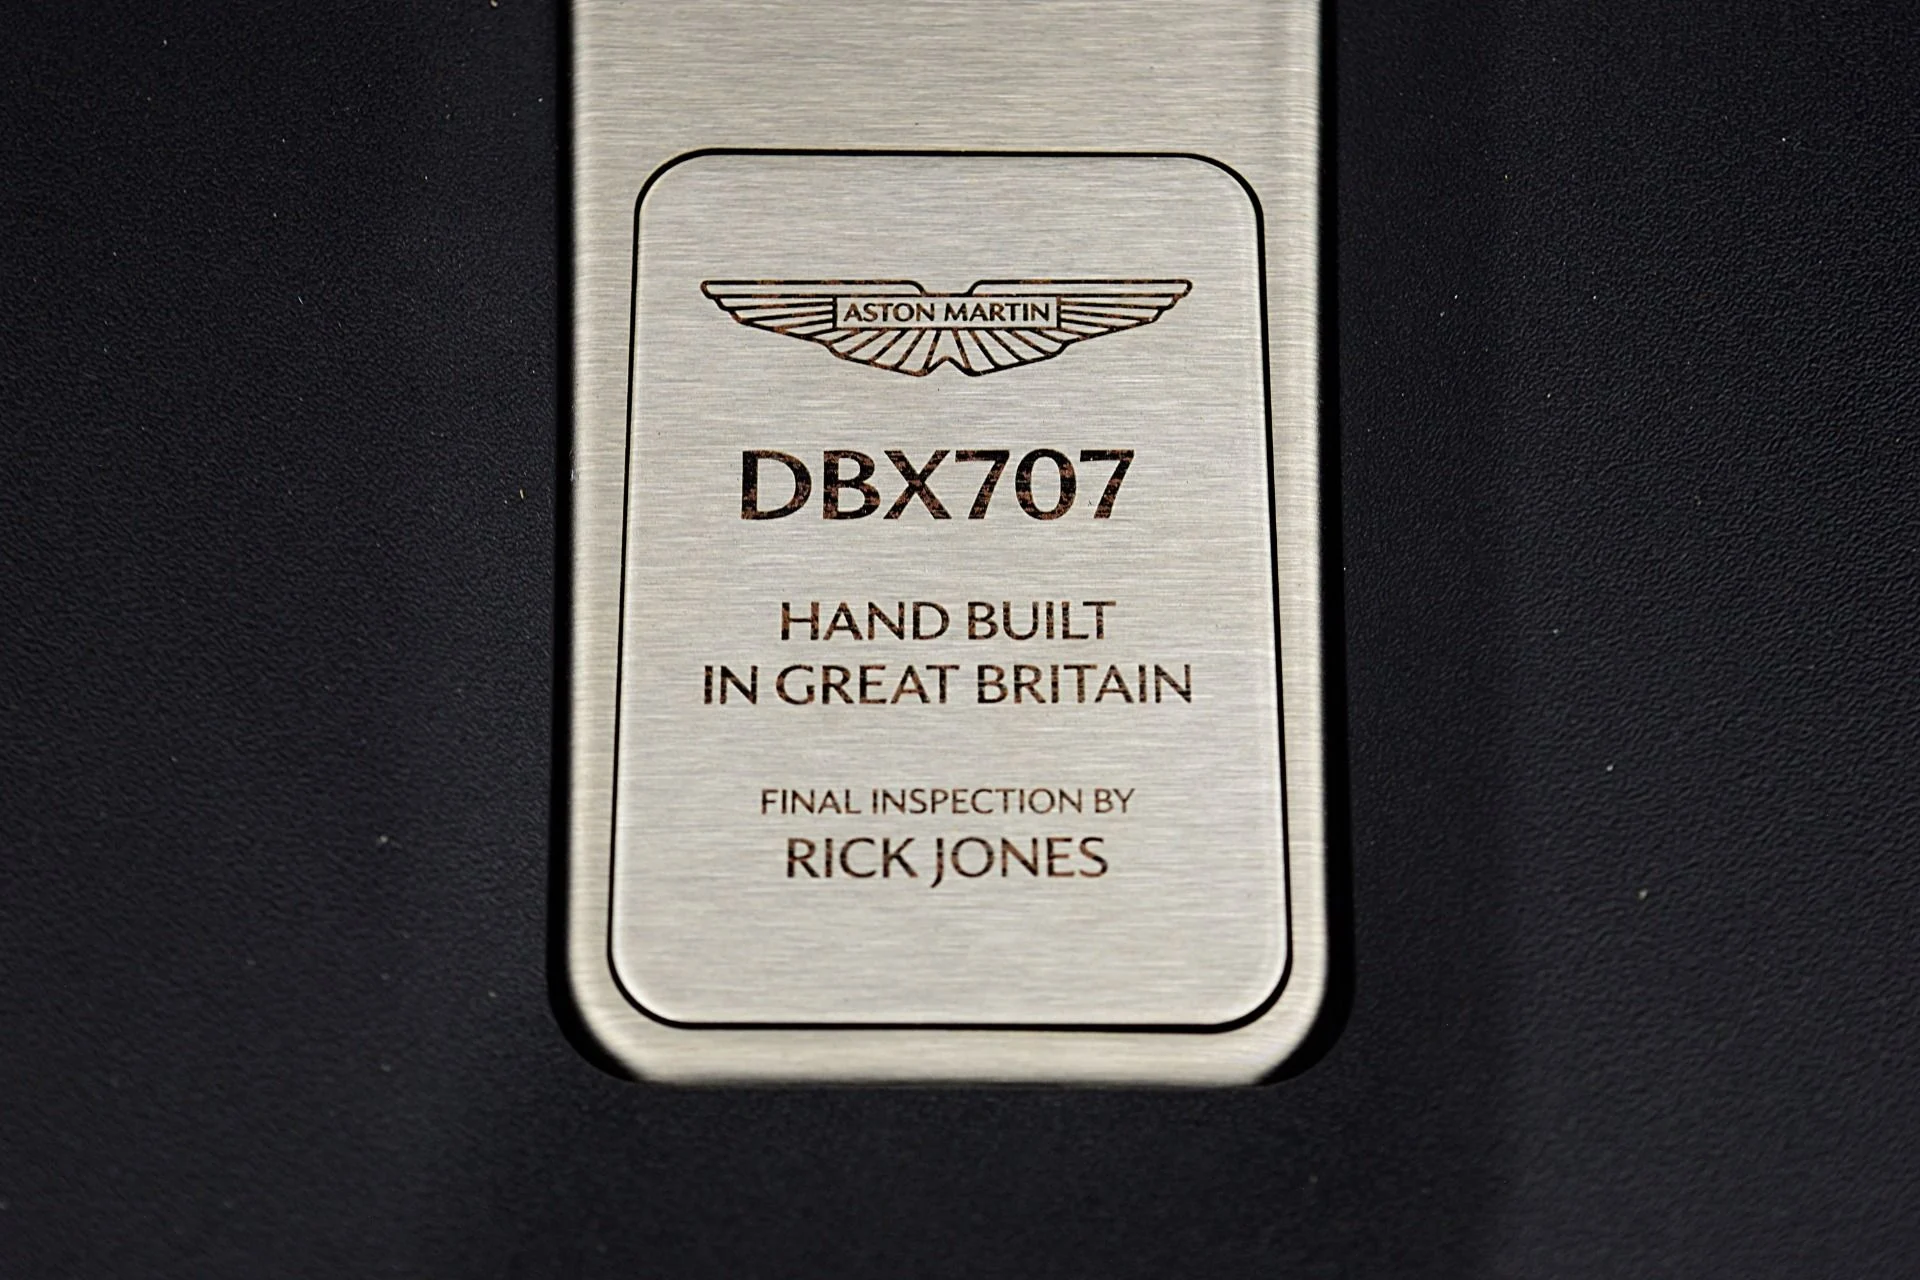 ASTON MARTIN
DBX707
HAND BUILT
IN GREAT BRITAIN
FINAL INSPECTION BY
RICK JONES